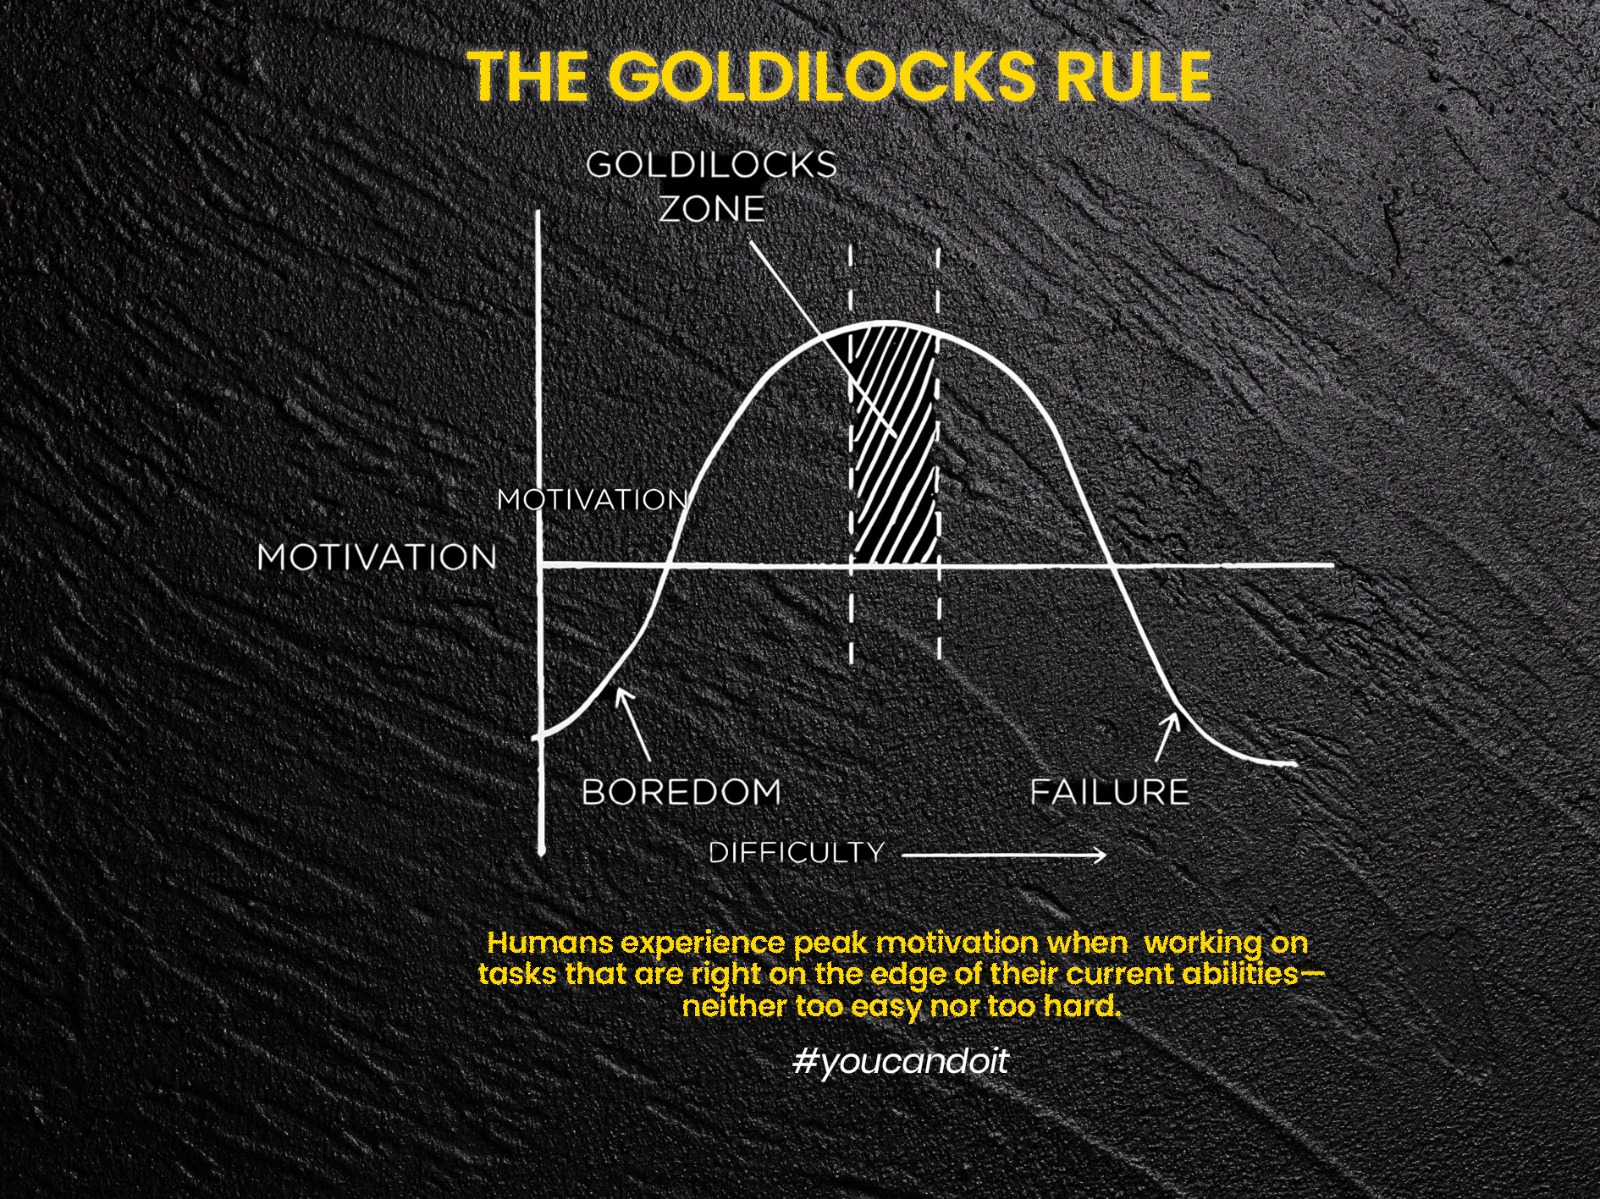 THE GOLDILOCKS RULE
GOLDILOCKS
ZONE
MOTIVATION
MOTIVATION
BOREDOM
FAILURE
DIFFICULTY
Humans experience peak motivation when  working on
tasks that are right on the edge of their current abilities—
neither too easy nor too hard.
#youcandoit